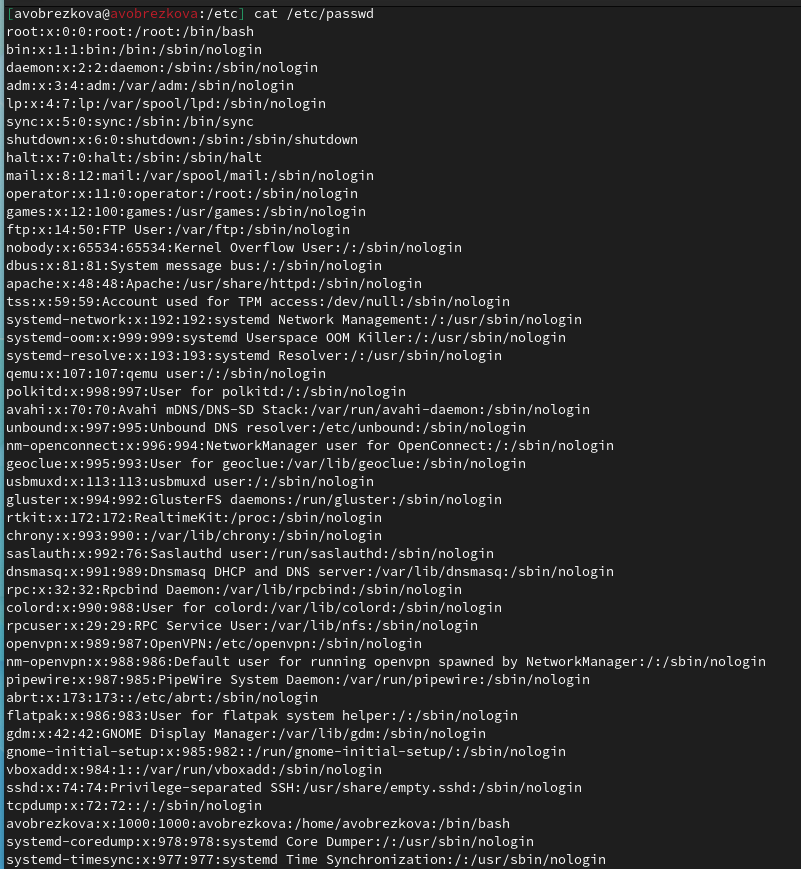 [avobrezkova@avobrezkova:/etc] cat /etc/passwd
root:x:0:0:root:/root:/bin/bash
bin:x:1:1:bin:/bin:/sbin/nologin
daemon:x:2:2:daemon:/sbin:/sbin/nologin
adm:x:3:4:adm:/var/adm:/sbin/nologin
lp:x:4:7:lp:/var/spool/lpd:/sbin/nologin
sync:x:5:0:sync:/sbin:/bin/sync
shutdown:x:6:0:shutdown:/sbin:/sbin/shutdown
halt:x:7:0:halt:/sbin:/sbin/halt
mail:x:8:12:mail:/var/spool/mail:/sbin/nologin
operator:x:11:0:operator:/root:/sbin/nologin
games:x:12:100:games:/usr/games:/sbin/nologin
ftp:x:14:50:FTP User:/var/ftp:/sbin/nologin
nobody:x:65534:65534:Kernel Overflow User:/:/sbin/nologin
dbus:x:81:81:System message bus:/:/sbin/nologin
apache:x:48:48:Apache:/usr/share/httpd:/sbin/nologin
tss:x:59:59:Account used for TPM access:/dev/null:/sbin/nologin
systemd-network:x:192:192:systemd Network Management:/:/usr/sbin/nologin
systemd-oom:x:999:999:systemd Userspace OOM Killer:/:/usr/sbin/nologin
systemd-resolve:x:193:193:systemd Resolver:/:/usr/sbin/nologin
qemu:x:107:107:qemu user:/:/sbin/nologin
polkitd:x:998:997:User for polkitd:/:/sbin/nologin
avahi:x:70:70:Avahi mDNS/DNS-SD Stack:/var/run/avahi-daemon:/sbin/nologin
unbound:x:997:995:Unbound DNS resolver:/etc/unbound:/sbin/nologin
nm-openconnect:x:996:994:NetworkManager user for OpenConnect:/:/sbin/nologin
geoclue:x:995:993:User for geoclue:/var/lib/geoclue:/sbin/nologin
usbmuxd:x:113:113:usbmuxd user:/:/sbin/nologin
gluster:x:994:992:GlusterFS daemons:/run/gluster:/sbin/nologin
rtkit:x:172:172:RealtimeKit:/proc:/sbin/nologin
chrony:x:993:990::/var/lib/chrony:/sbin/nologin
saslauth:x:992:76:Saslauthd user:/run/saslauthd:/sbin/nologin
dnsmasq:x:991:989:Dnsmasq DHCP and DNS server:/var/lib/dnsmasq:/sbin/nologin
rpc:x:32:32:Rpcbind Daemon:/var/lib/rpcbind:/sbin/nologin
colord:x:990:988:User for colord:/var/lib/colord:/sbin/nologin
rpcuser:x:29:29:RPC Service User:/var/lib/nfs:/sbin/nologin
openvpn:x:989:987:OpenVPN:/etc/openvpn:/sbin/nologin
nm-openvpn:x:988:986:Default user for running openvpn spawned by NetworkManager:/:/sbin/nologin
pipewire:x:987:985:PipeWire System Daemon:/var/run/pipewire:/sbin/nologin
abrt:x:173:173::/etc/abrt:/sbin/nologin
flatpak:x:986:983:User for flatpak system helper:/:/sbin/nologin
gdm:x:42:42:GNOME Display Manager:/var/lib/gdm:/sbin/nologin
gnome-initial-setup:x:985:982::/run/gnome-initial-setup/:/sbin/nologin
vboxadd:x:984:1::/var/run/vboxadd:/sbin/nologin
sshd:x:74:74:Privilege-separated SSH:/usr/share/empty.sshd:/sbin/nologin
tcpdump:x:72:72::/:/sbin/nologin
avobrezkova:x:1000:1000:avobrezkova:/home/avobrezkova:/bin/bash
systemd-coredump:x:978:978:systemd Core Dumper:/:/usr/sbin/nologin
systemd-timesync:x:977:977:systemd Time Synchronization:/:/usr/sbin/nologin